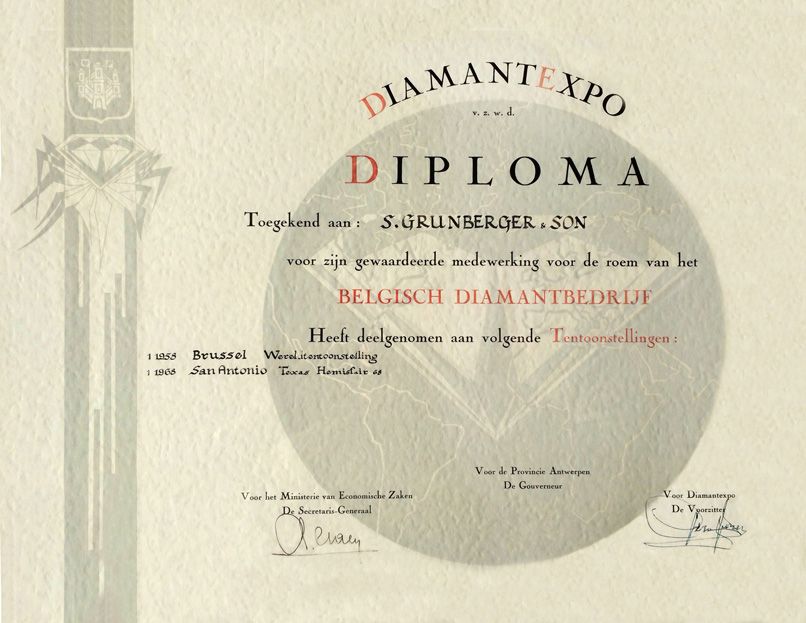 DIAMANTEXPO
v. z. w. d.
DIPLOMA
Toegekend aan : S. GRUNBERGER & SON
voor zijn gewaardeerde medewerking voor de roem van het
BELGISCH DIAMANTBEDRIJF
Heeft deelgenomen aan volgende Tentoonstellingen :
1 1958 Brussel Wereldtentoonstelling
1 1968 San Antonio Texas Hemisfair 68
Voor de Provincie Antwerpen
De Gouverneur
Voor het Ministerie van Economische Zaken
De Secretaris-Generaal
Voor Diamantexpo
De Voorzitter